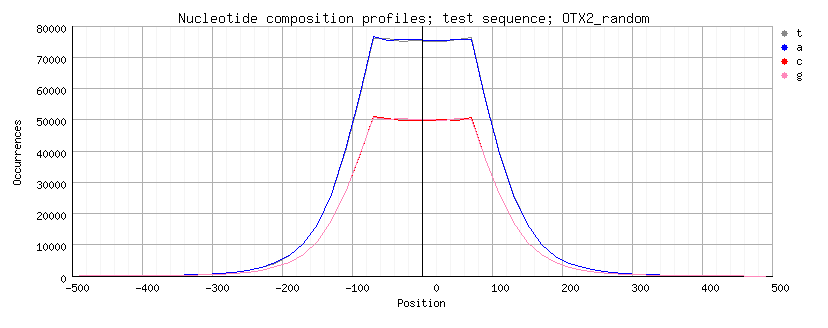 Nucleotide composition profiles; test sequence; OTX2_random
80000
70000
60000
50000
40000
30000
20000
10000
0
Occurrences
-500 -400 -300 -200 -100 0 100 200 300 400 500
Position
t
a
c
g